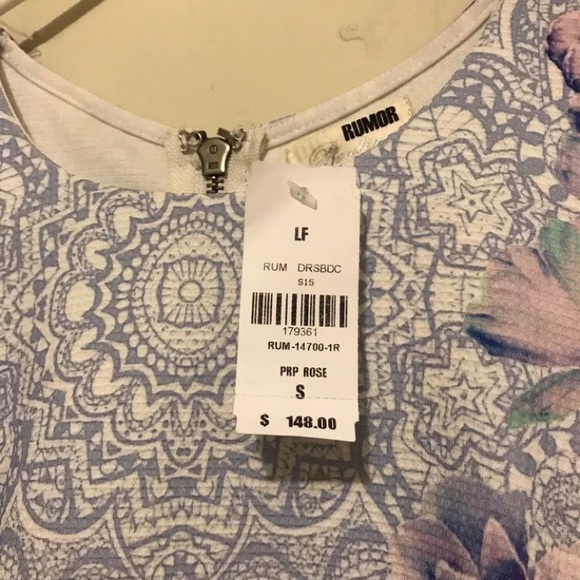 RUMOR
LF
RUM DRSBDC
S15
179361
RUM-14700-1R
PRP ROSE
S
$ 148.00